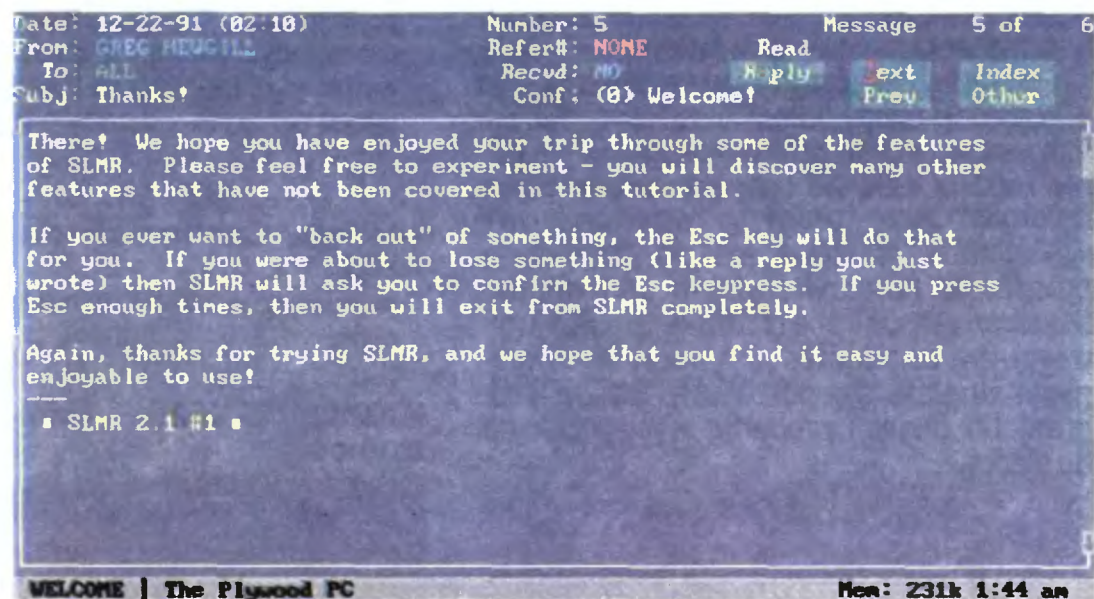 Date: 12-22-91 (02:10) Number: 5 Message 5 of 6
From: GREG HEWGILL Refer#: NONE Read
To: ALL Recvd: NO Reply Next Index
Subj: Thanks! Conf: (0) Welcome! Prev Other
There! We hope you have enjoyed your trip through some of the features
of SLMR. Please feel free to experiment - you will discover many other
features that have not been covered in this tutorial.
If you ever want to "back out" of something, the Esc key will do that
for you. If you were about to lose something (like a reply you just
wrote) then SLMR will ask you to confirm the Esc keypress. If you press
Esc enough times, then you will exit from SLMR completely.
Again, thanks for trying SLMR, and we hope that you find it easy and
enjoyable to use!
---
▪ SLMR 2.1 #1 ▪
WELCOME | The Plywood PC Mem: 231k 1:44 am